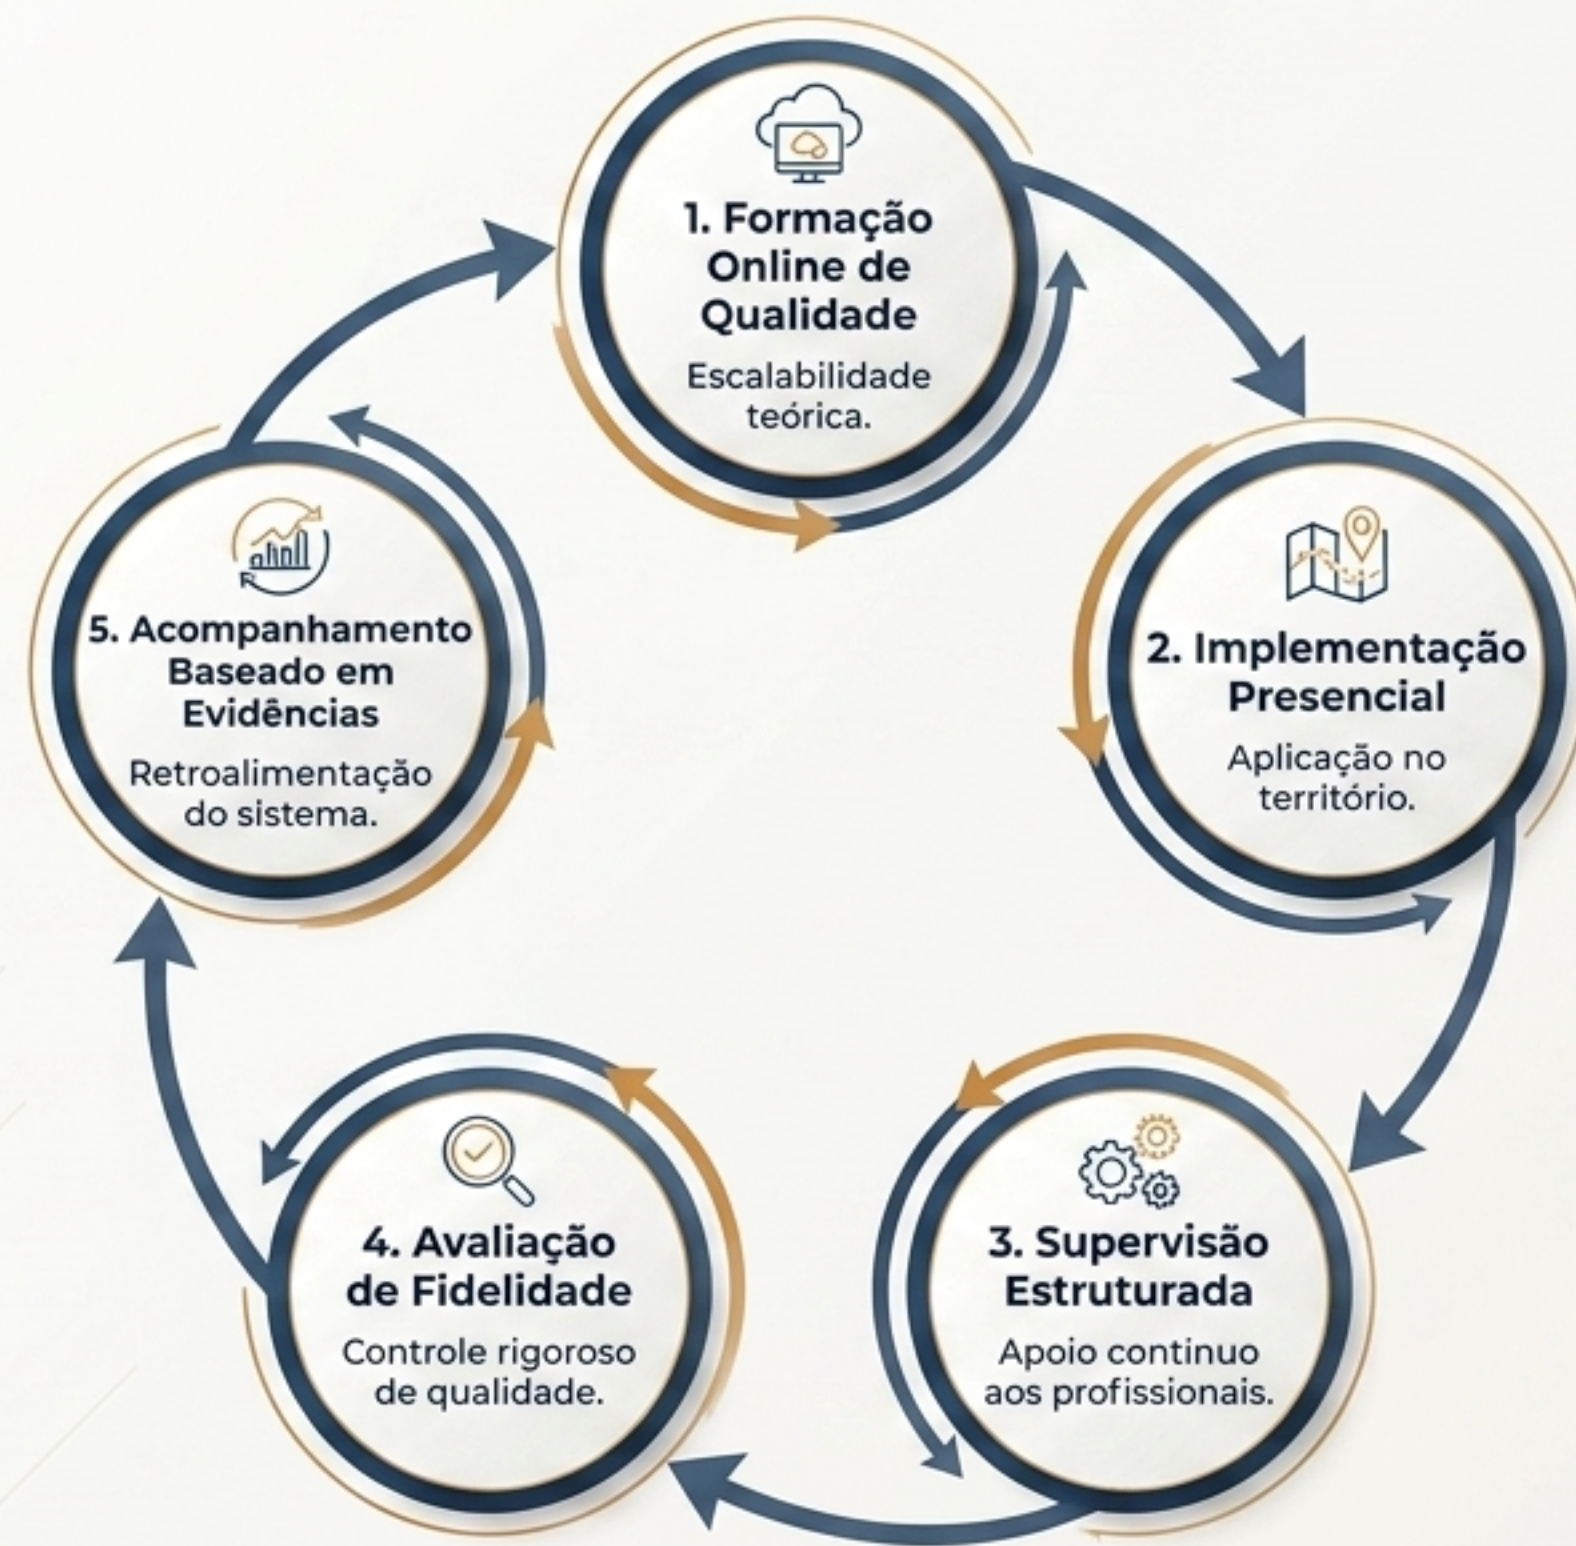 1. Formação
Online de
Qualidade
Escalabilidade
teórica.
2. Implementação
Presencial
Aplicação no
território.
3. Supervisão
Estruturada
Apoio continuo
aos profissionais.
4. Avaliação
de Fidelidade
Controle rigoroso
de qualidade.
5. Acompanhamento
Baseado em
Evidências
Retroalimentação
do sistema.